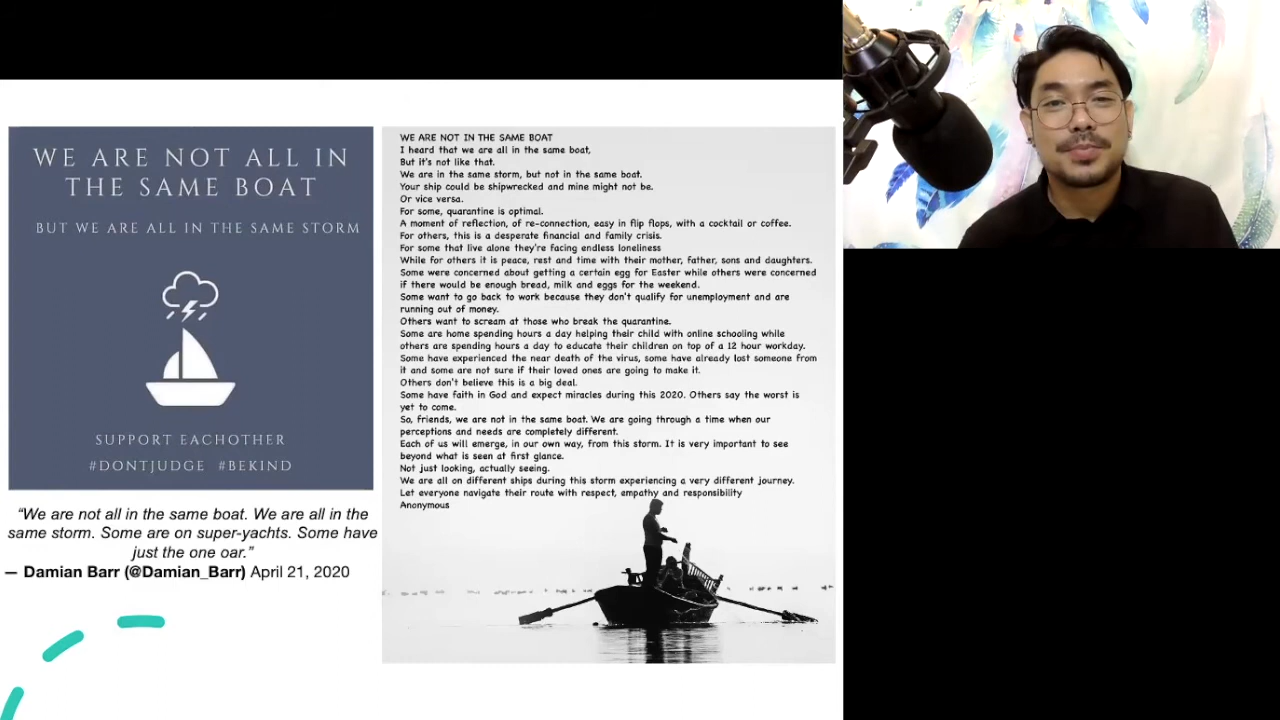 WE ARE NOT ALL IN
THE SAME BOAT
BUT WE ARE ALL IN THE SAME STORM
SUPPORT EACHOTHER
#DONTJUDGE #BEKIND
“We are not all in the same boat. We are all in the
same storm. Some are on super-yachts. Some have
just the one oar.”
— Damian Barr (@Damian_Barr) April 21, 2020
WE ARE NOT IN THE SAME BOAT
I heard that we are all in the same boat,
But it's not like that.
We are in the same storm, but not in the same boat.
Your ship could be shipwrecked and mine might not be.
Or vice versa.
For some, quarantine is optimal.
A moment of reflection, of re-connection, easy in flip flops, with a cocktail or coffee.
For others, this is a desperate financial and family crisis.
For some that live alone they're facing endless loneliness
While for others it is peace, rest and time with their mother, father, sons and daughters.
Some were concerned about getting a certain egg for Easter while others were concerned
if there would be enough bread, milk and eggs for the weekend.
Some want to go back to work because they don't qualify for unemployment and are
running out of money.
Others want to scream at those who break the quarantine.
Some are home spending hours a day helping their child with online schooling while
others are spending hours a day to educate their children on top of a 12 hour workday.
Some have experienced the near death of the virus, some have already lost someone from
it and some are not sure if their loved ones are going to make it.
Others don't believe this is a big deal.
Some have faith in God and expect miracles during this 2020. Others say the worst is
yet to come.
So, friends, we are not in the same boat. We are going through a time when our
perceptions and needs are completely different.
Each of us will emerge, in our own way, from this storm. It is very important to see
beyond what is seen at first glance.
Not just looking, actually seeing.
We are all on different ships during this storm experiencing a very different journey.
Let everyone navigate their route with respect, empathy and responsibility
Anonymous